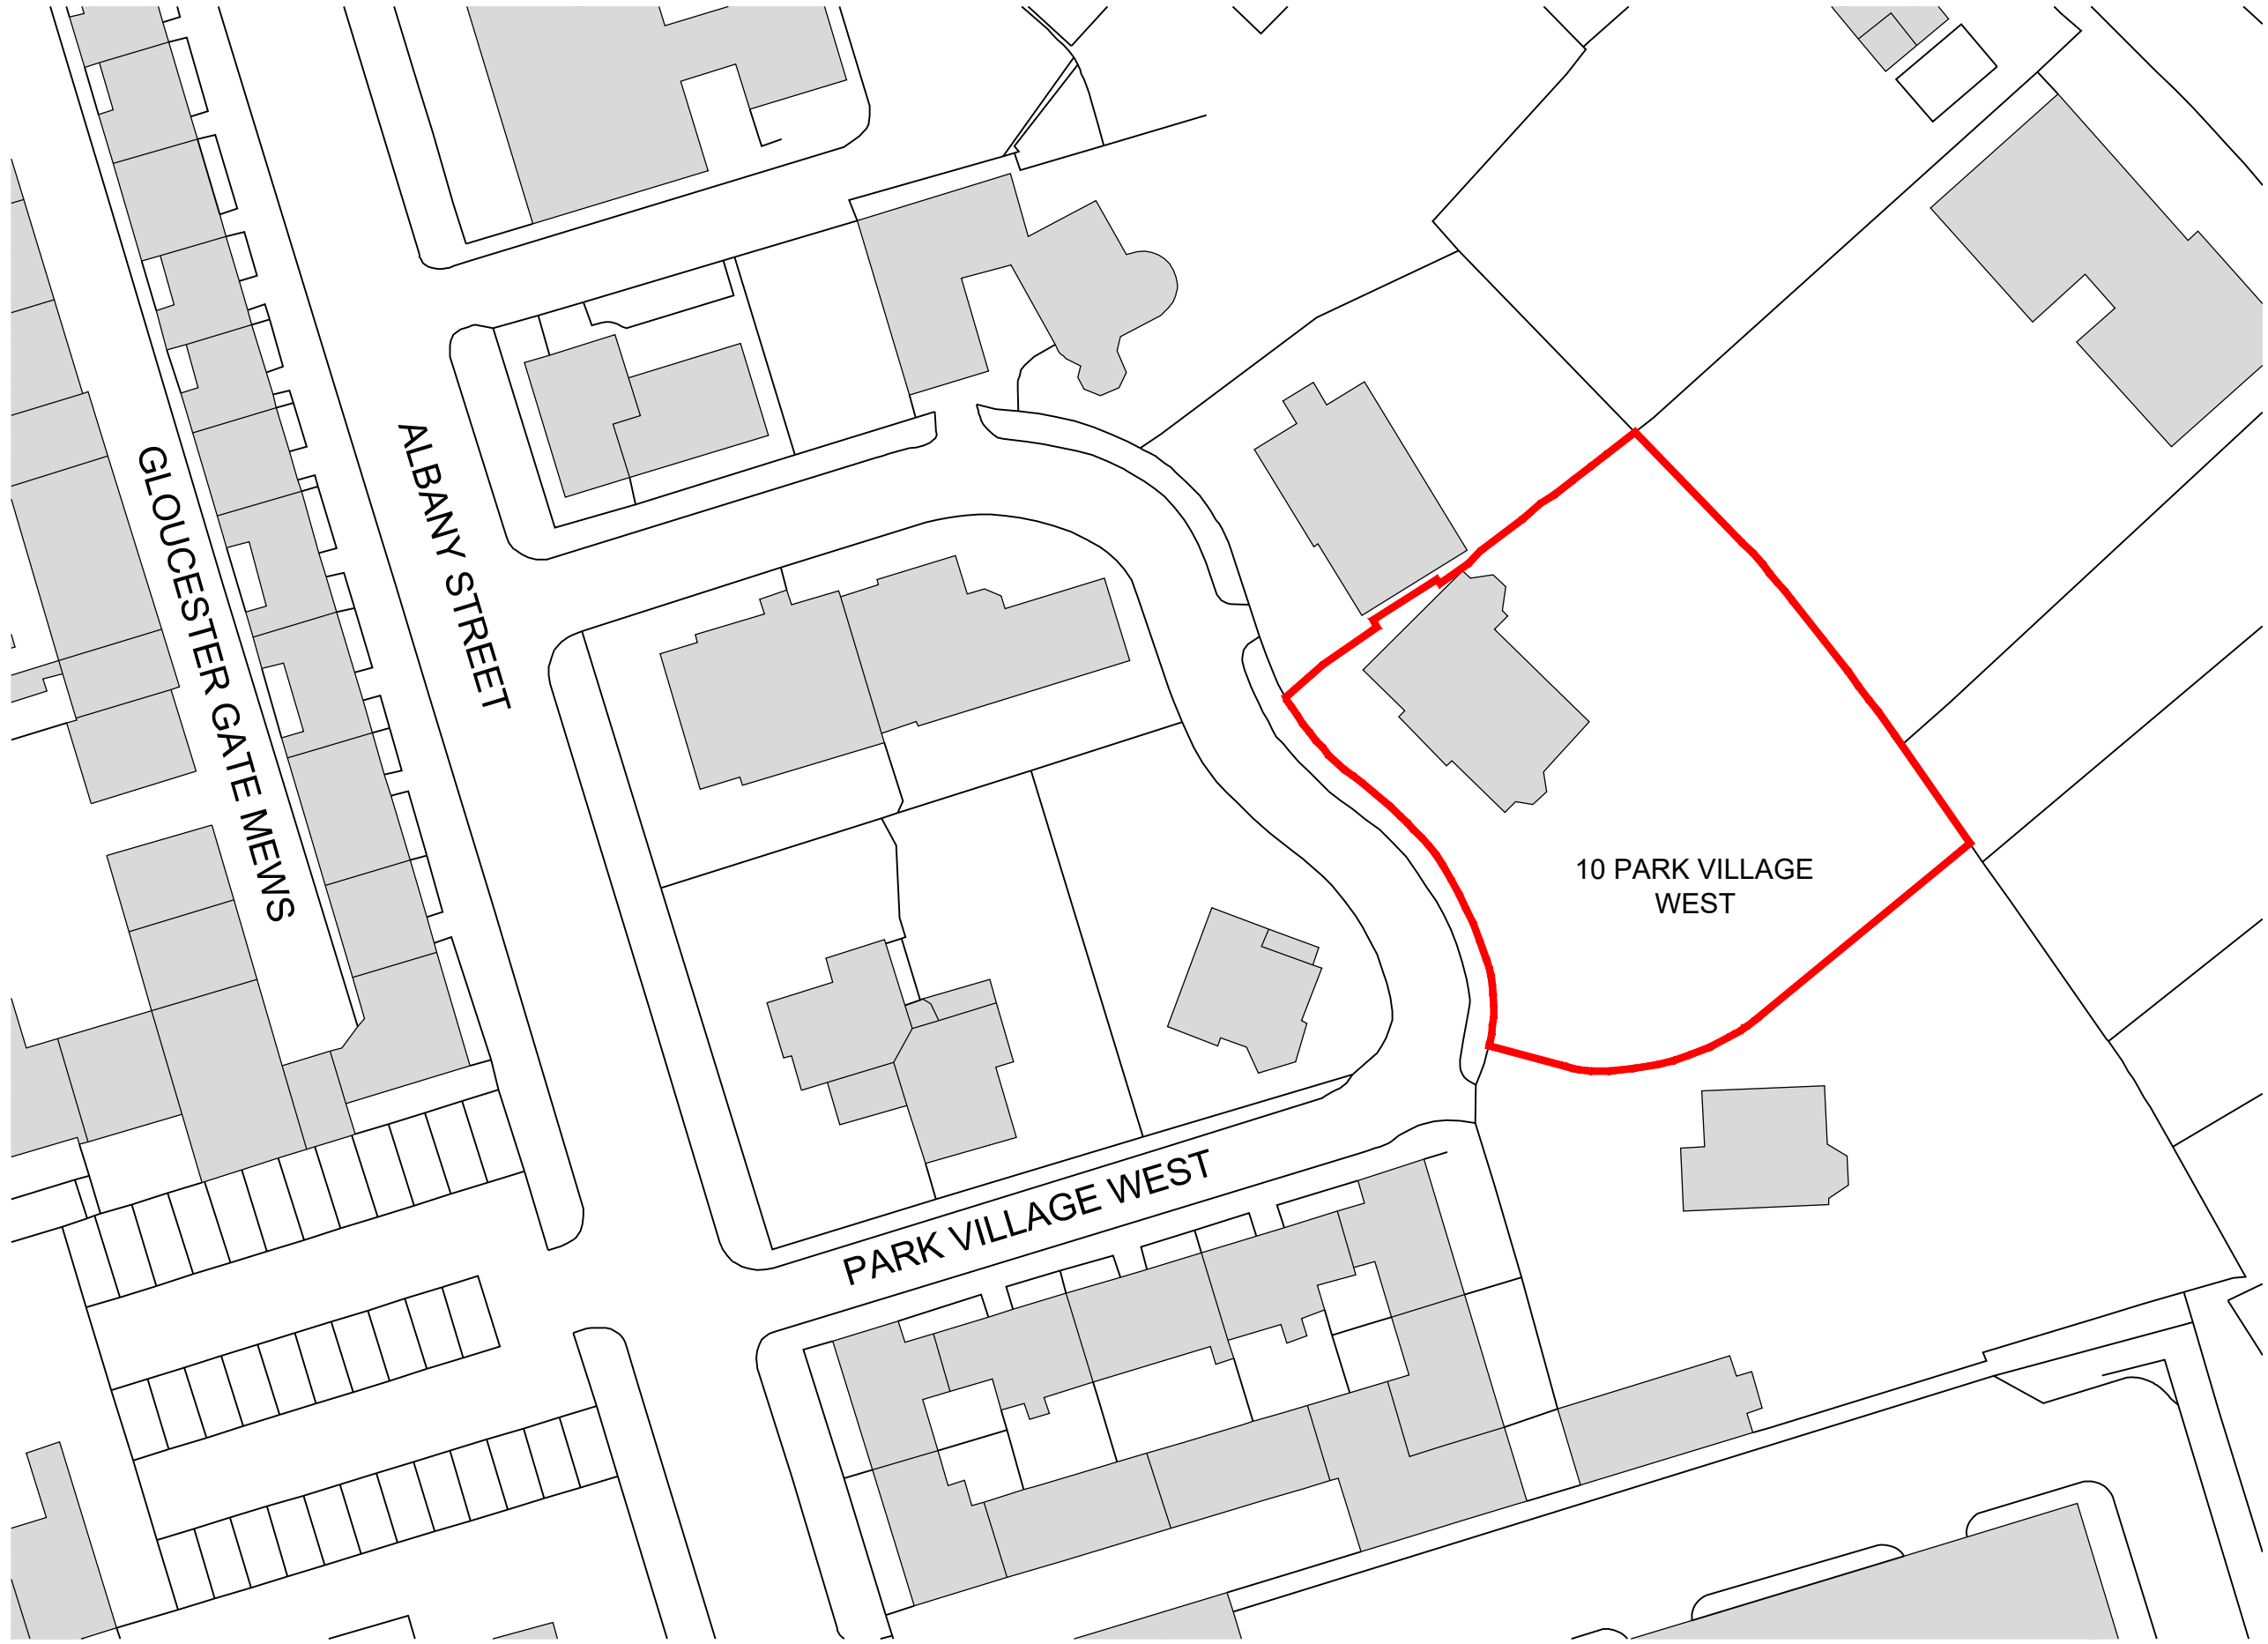 GLOUCESTER GATE MEWS
ALBANY STREET
10 PARK VILLAGE
WEST
PARK VILLAGE WEST